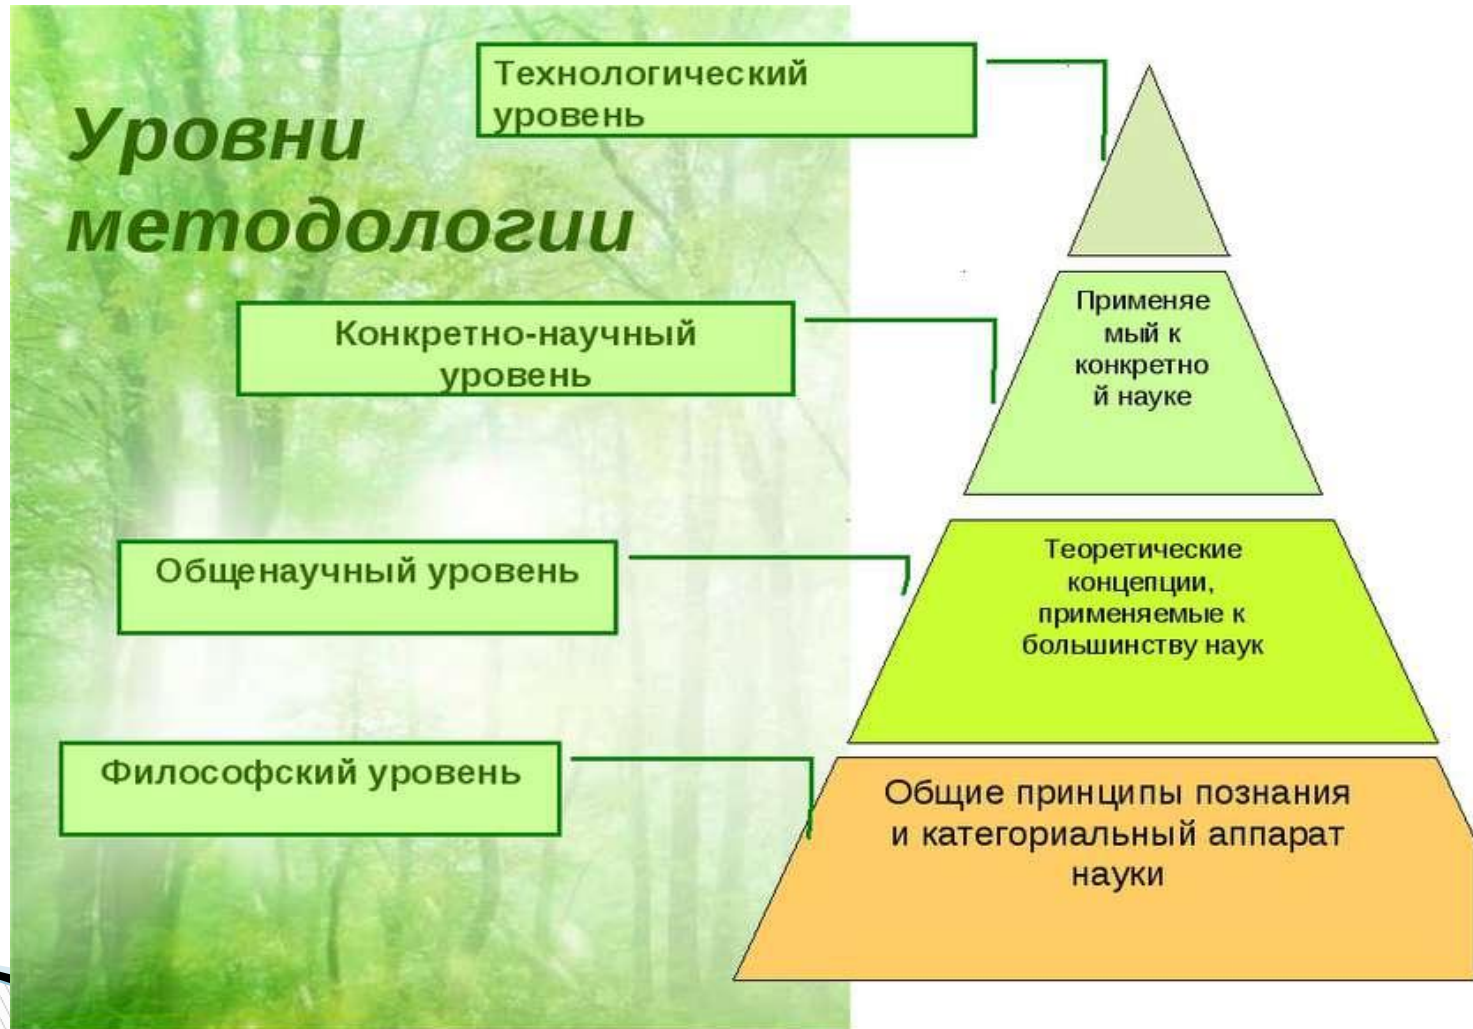 Технологический
уровень
Уровни
методологии
Применяе
мый к
конкретно
й науке
Конкретно-научный
уровень
Теоретические
концепции,
применяемые к
большинству наук
Общенаучный уровень
Философский уровень
Общие принципы познания
и категориальный аппарат
науки